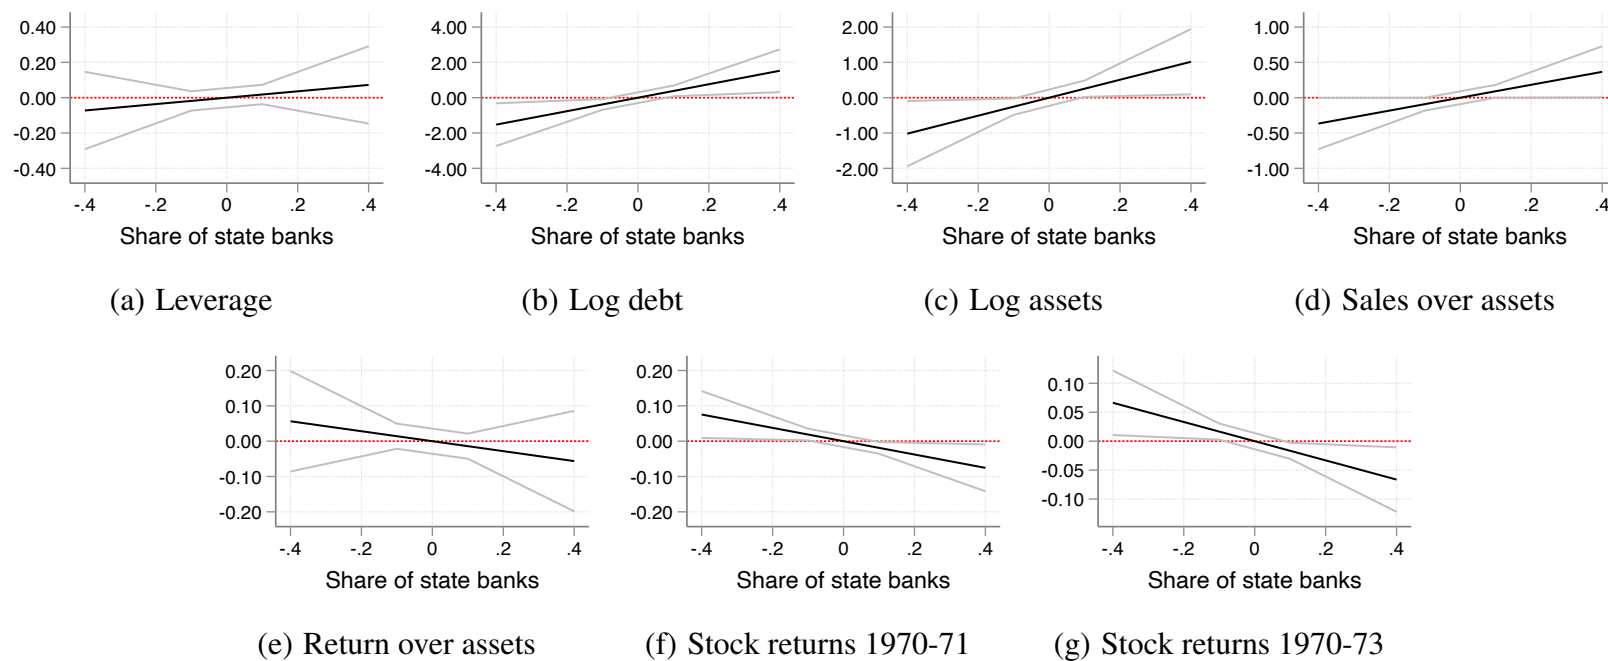 0.40 4.00 2.00 1.00
0.20 2.00 1.00 0.50
0.00 0.00 0.00 0.00
-0.20 -2.00 -1.00 -0.50
-0.40 -4.00 -2.00 -1.00
-.4 -.2 0 .2 .4 -.4 -.2 0 .2 .4 -.4 -.2 0 .2 .4 -.4 -.2 0 .2 .4
Share of state banks Share of state banks Share of state banks Share of state banks
(a) Leverage (b) Log debt (c) Log assets (d) Sales over assets
0.20 0.20 0.10
0.10 0.10 0.05
0.00 0.00 0.00
-0.10 -0.10 -0.05
-0.20 -0.20 -0.10
-.4 -.2 0 .2 .4 -.4 -.2 0 .2 .4 -.4 -.2 0 .2 .4
Share of state banks Share of state banks Share of state banks
(e) Return over assets (f) Stock returns 1970-71 (g) Stock returns 1970-73